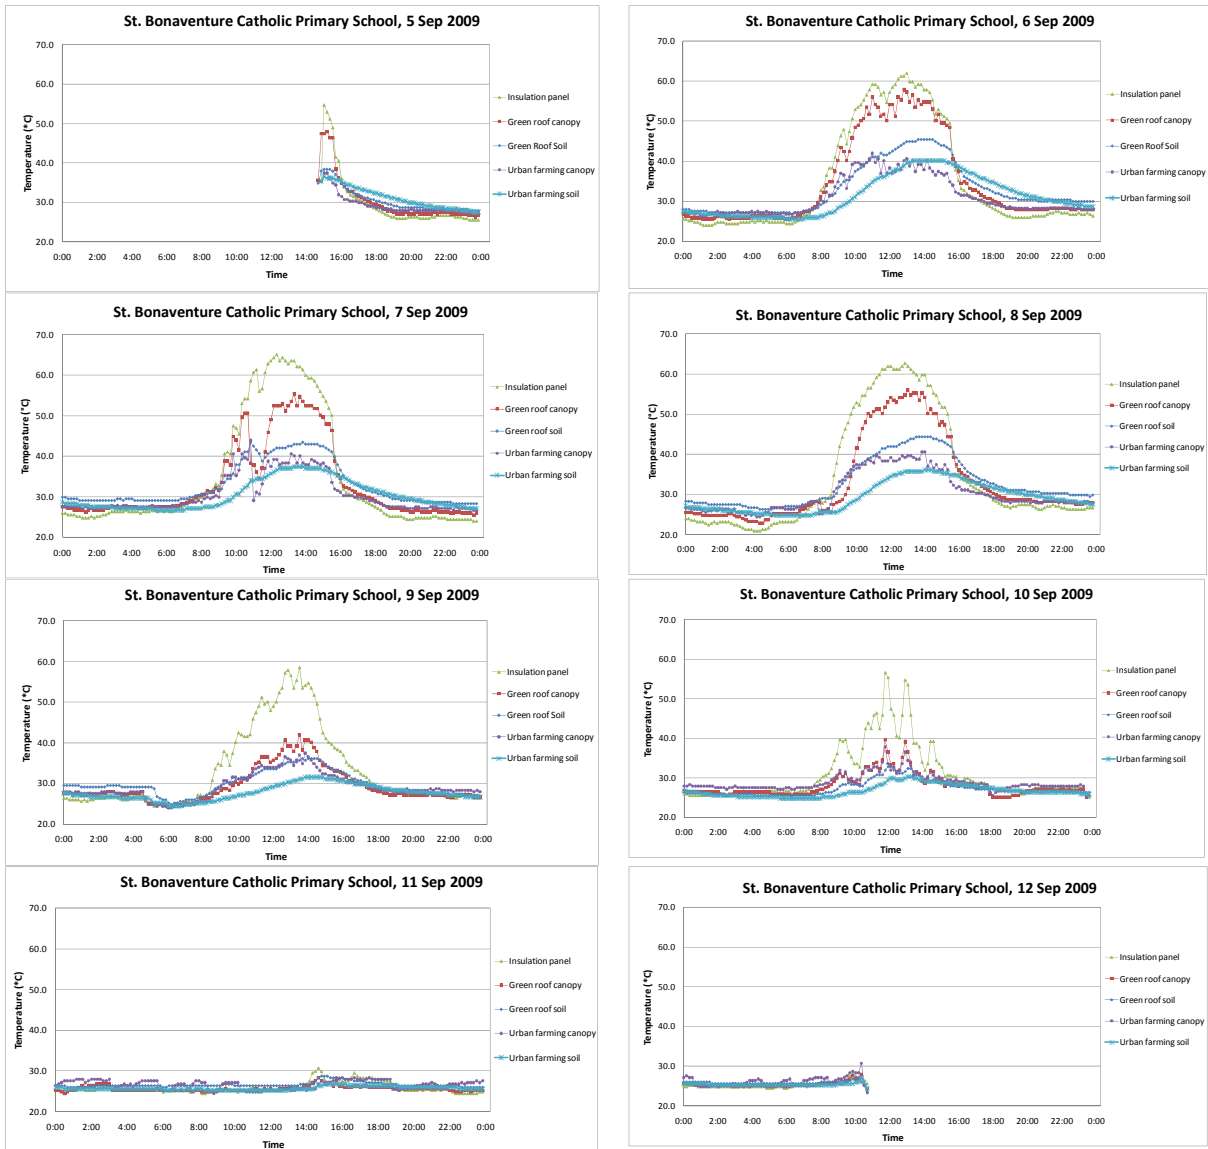 St. Bonaventure Catholic Primary School, 5 Sep 2009
70.0
60.0
50.0
40.0
30.0
20.0
Temperature (*C)
0:00 2:00 4:00 6:00 8:00 10:00 12:00 14:00 16:00 18:00 20:00 22:00 0:00
Time
Insulation panel
Green roof canopy
Green Roof Soil
Urban farming canopy
Urban farming soil
St. Bonaventure Catholic Primary School, 6 Sep 2009
70.0
60.0
50.0
40.0
30.0
20.0
Temperature (*C)
0:00 2:00 4:00 6:00 8:00 10:00 12:00 14:00 16:00 18:00 20:00 22:00 0:00
Time
Insulation panel
Green roof canopy
Green Roof Soil
Urban farming canopy
Urban farming soil
St. Bonaventure Catholic Primary School, 7 Sep 2009
70.0
60.0
50.0
40.0
30.0
20.0
Temperature (*C)
0:00 2:00 4:00 6:00 8:00 10:00 12:00 14:00 16:00 18:00 20:00 22:00 0:00
Time
Insulation panel
Green roof canopy
Green roof soil
Urban farming canopy
Urban farming soil
St. Bonaventure Catholic Primary School, 8 Sep 2009
70.0
60.0
50.0
40.0
30.0
20.0
Temperature (*C)
0:00 2:00 4:00 6:00 8:00 10:00 12:00 14:00 16:00 18:00 20:00 22:00 0:00
Time
Insulation panel
Green roof canopy
Green roof soil
Urban farming canopy
Urban farming soil
St. Bonaventure Catholic Primary School, 9 Sep 2009
70.0
60.0
50.0
40.0
30.0
20.0
Temperature (*C)
0:00 2:00 4:00 6:00 8:00 10:00 12:00 14:00 16:00 18:00 20:00 22:00 0:00
Time
Insulation panel
Green roof canopy
Green roof Soil
Urban farming canopy
Urban farming soil
St. Bonaventure Catholic Primary School, 10 Sep 2009
70.0
60.0
50.0
40.0
30.0
20.0
Temperature (*C)
0:00 2:00 4:00 6:00 8:00 10:00 12:00 14:00 16:00 18:00 20:00 22:00 0:00
Time
Insulation panel
Green roof canopy
Green roof soil
Urban farming canopy
Urban farming soil
St. Bonaventure Catholic Primary School, 11 Sep 2009
70.0
60.0
50.0
40.0
30.0
20.0
Temperature (*C)
0:00 2:00 4:00 6:00 8:00 10:00 12:00 14:00 16:00 18:00 20:00 22:00 0:00
Time
Insulation panel
Green roof canopy
Green roof soil
Urban farming canopy
Urban farming soil
St. Bonaventure Catholic Primary School, 12 Sep 2009
70.0
60.0
50.0
40.0
30.0
20.0
Temperature (*C)
0:00 2:00 4:00 6:00 8:00 10:00 12:00 14:00 16:00 18:00 20:00 22:00 0:00
Time
Insulation panel
Green roof canopy
Green roof soil
Urban farming canopy
Urban farming soil